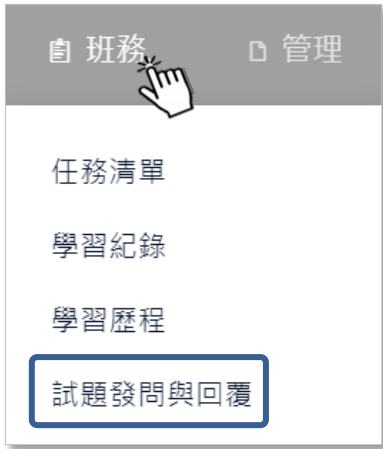 班務 管理
任務清單
學習紀錄
學習歷程
試題發問與回覆